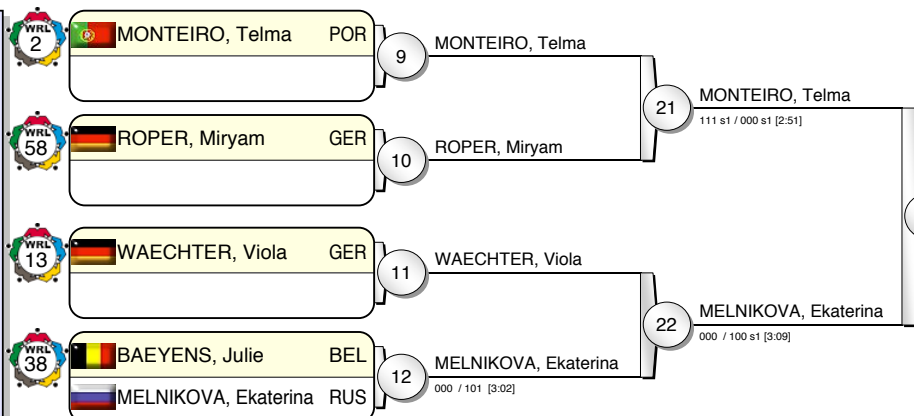 WRL
2
MONTEIRO, Telma POR
9
MONTEIRO, Telma
WRL
58
ROPER, Miryam GER
10
ROPER, Miryam
21
MONTEIRO, Telma
111 s1 / 000 s1 [2:51]
WRL
13
WAECHTER, Viola GER
11
WAECHTER, Viola
WRL
38
BAEYENS, Julie BEL
MELNIKOVA, Ekaterina RUS
12
MELNIKOVA, Ekaterina
000 / 101 [3:02]
22
MELNIKOVA, Ekaterina
000 / 100 s1 [3:09]